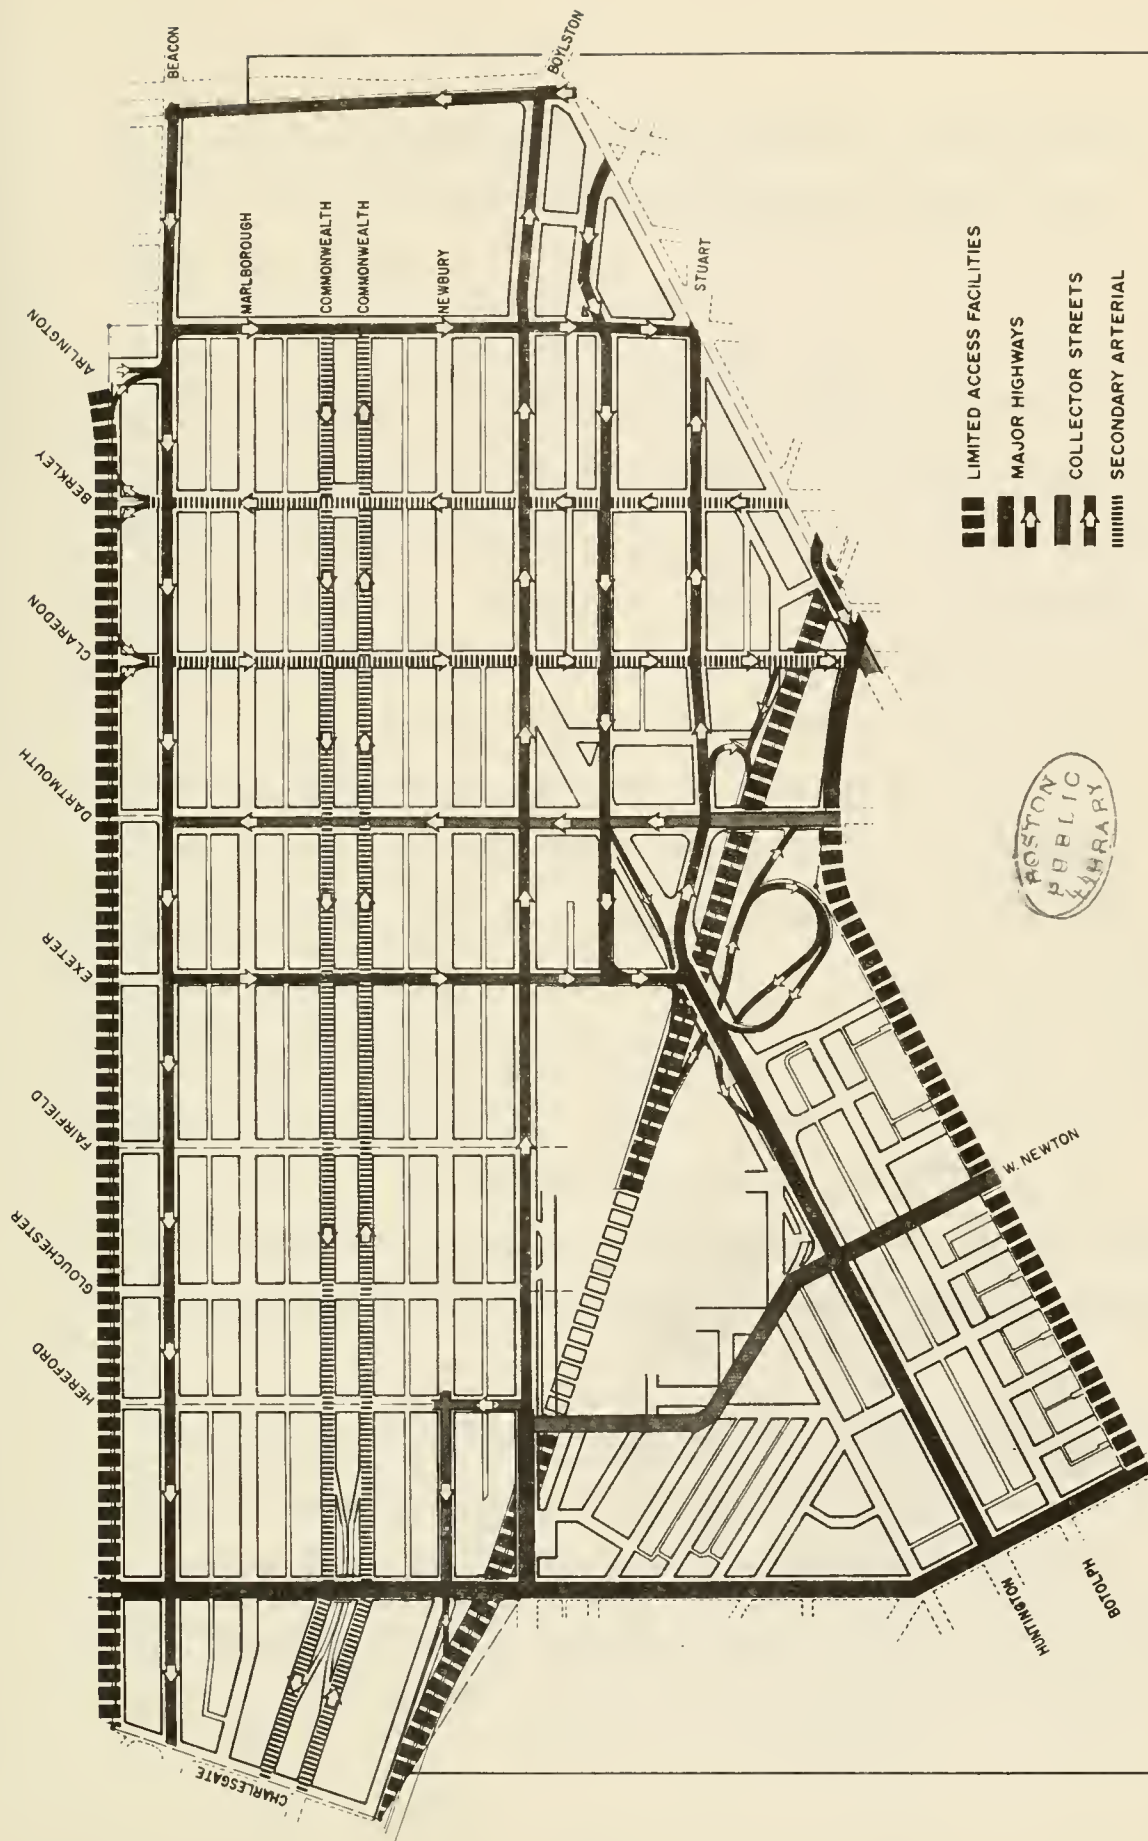 BEACON
BOYLSTON
ARLINGTON
MARLBOROUGH
COMMONWEALTH
COMMONWEALTH
NEWBURY
STUART
BERKLEY
CLAREDON
DARTMOUTH
EXETER
FAIRFIELD
GLOUCHESTER
HEREFORD
CHARLESGATE
W. NEWTON
HUNTINGTON
BOTOLPH
LIMITED ACCESS FACILITIES
MAJOR HIGHWAYS
COLLECTOR STREETS
SECONDARY ARTERIAL
BOSTON
PUBLIC
LIBRARY